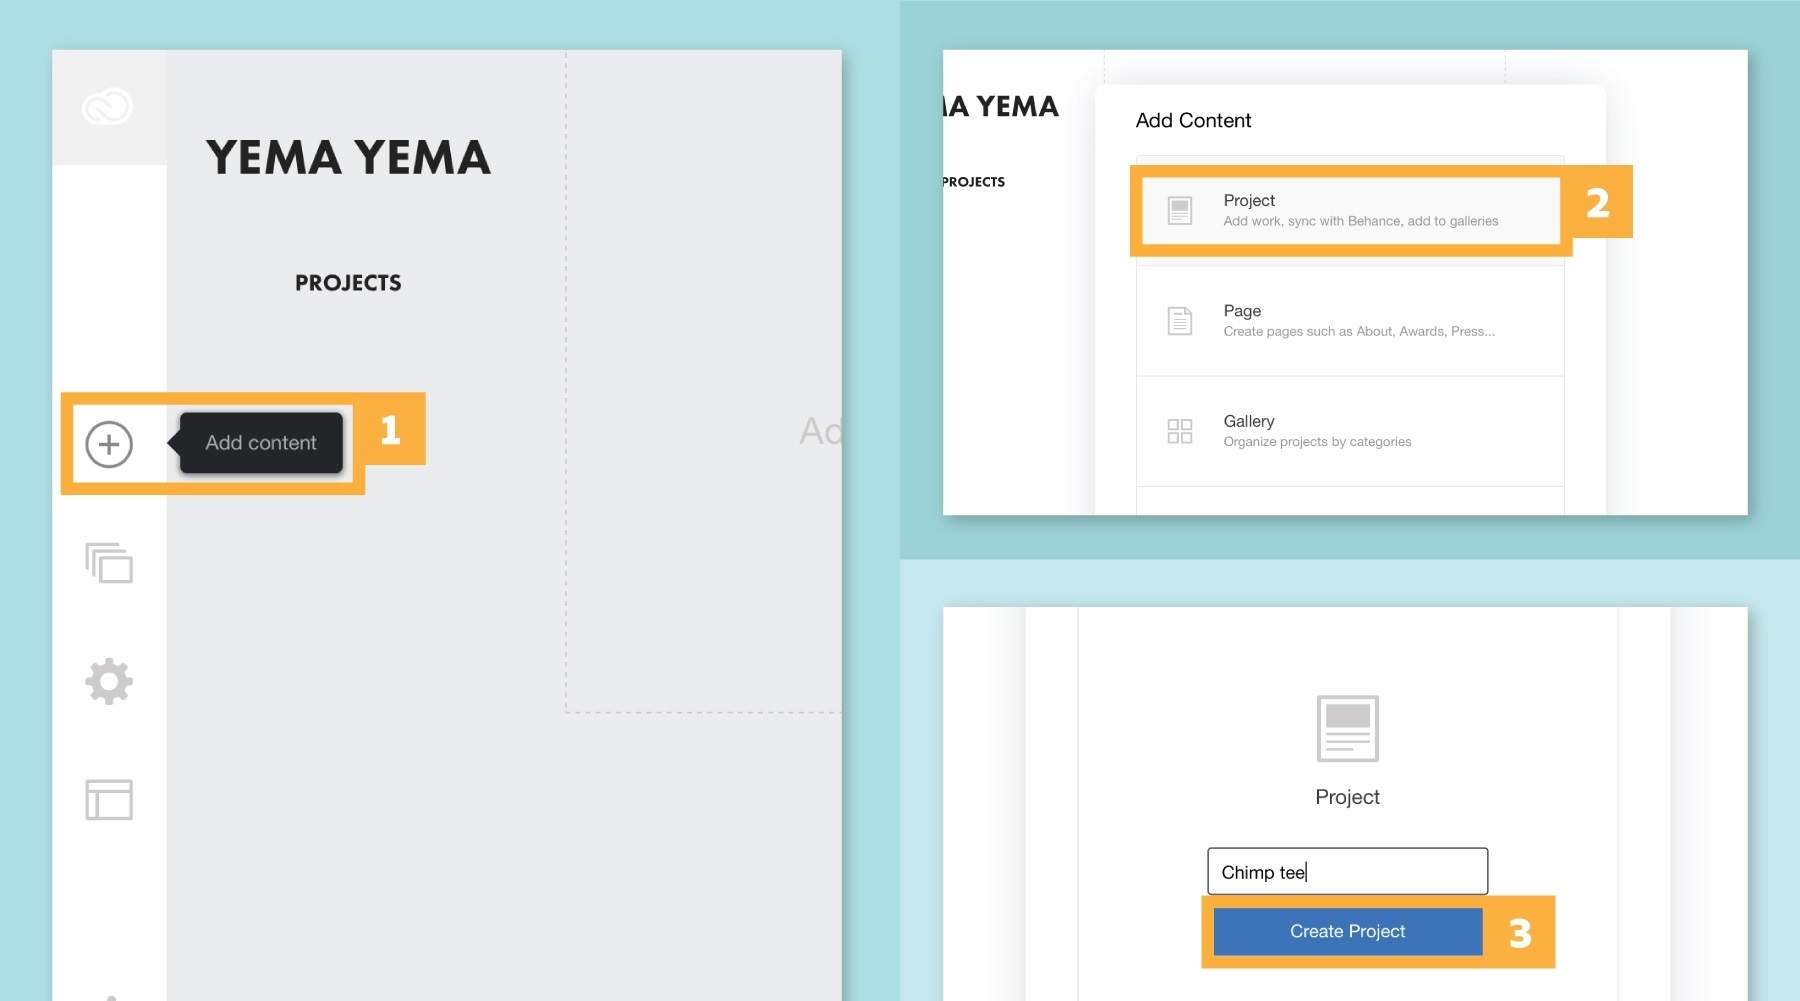 YEMA YEMA
PROJECTS
Add content
1
Ad
MA YEMA
PROJECTS
Add Content
Project
Add work, sync with Behance, add to galleries
2
Page
Create pages such as About, Awards, Press...
Gallery
Organize projects by categories
Project
Chimp tee
Create Project
3